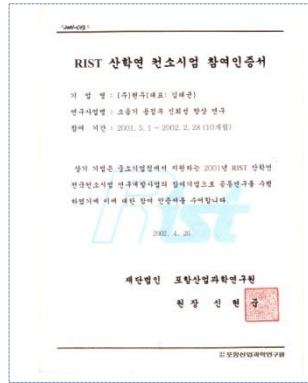 RIST 산학연 컨소시엄 참여인증서
기 업 명 : (주)현우(대표: 김태균)
연구사업명 : 소음기 용접부 신뢰성 향상 연구
참여 기간 : 2001. 5. 1 ~ 2002. 2. 28 (10개월)
상기 기업은 중소기업청에서 지원하는 2001년 RIST 산학연
연구컨소시엄 연구개발사업의 참여기업으로 공동연구를 수행
하였기에 이에 대한 참여 인증서를 수여합니다.
Rist
2002. 4. 26.
재단법인 포항산업과학연구원
원장 신현
포항산업과학연구원